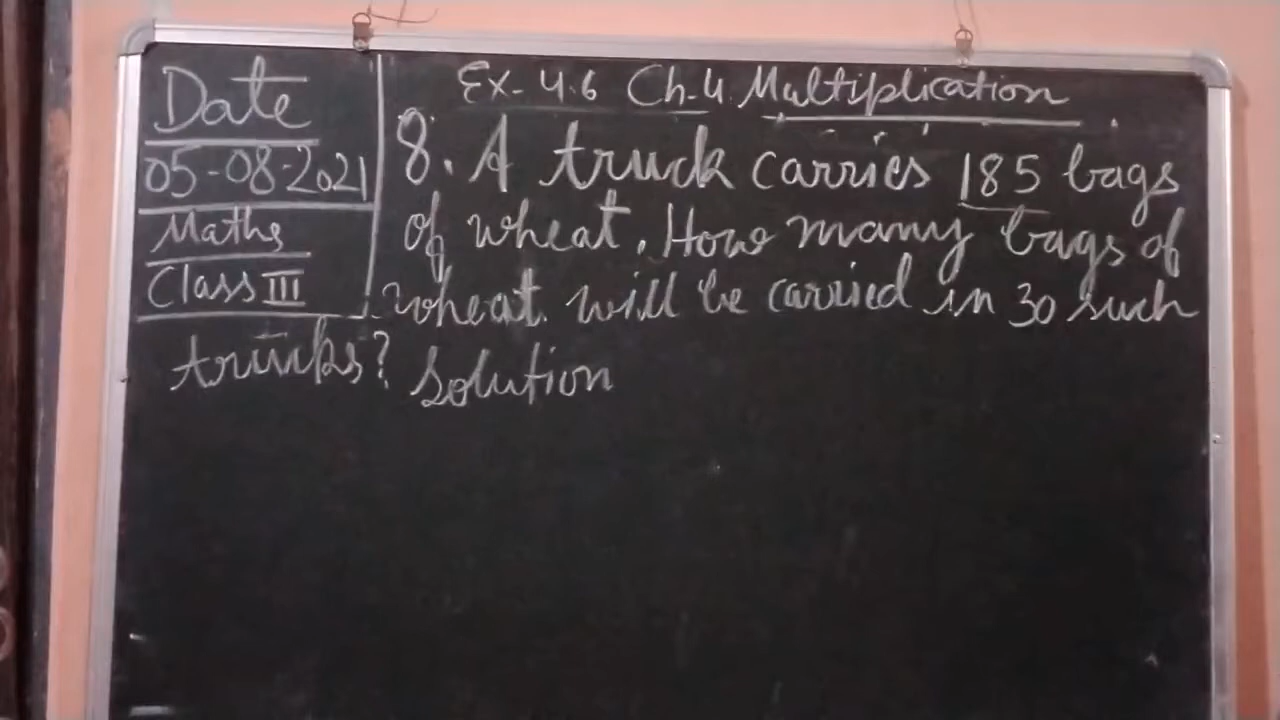 Date
05-08-2021
Maths
Class III
Ex-4.6 Ch-4 Multiplication
8. A truck carries 185 bags
of wheat. How many bags of
wheat will be carried in 30 such
trucks? Solution